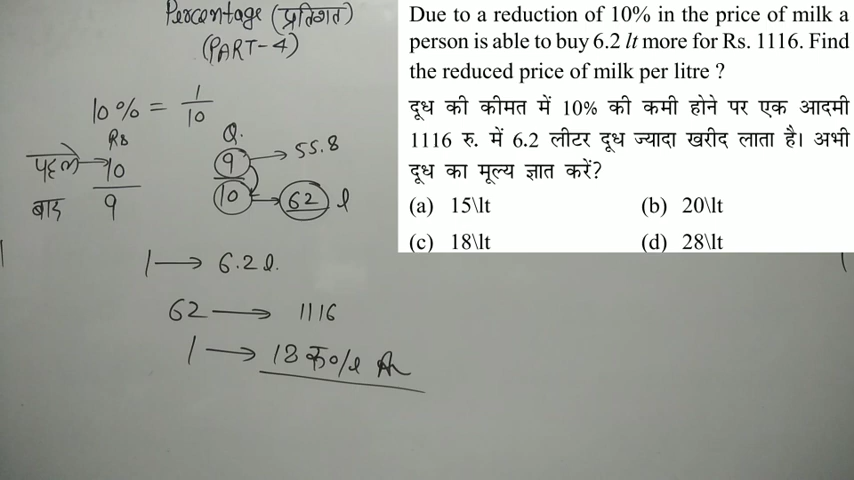 Percentage (प्रतिशत)
(PART-4)
Due to a reduction of 10% in the price of milk a
person is able to buy 6.2 lt more for Rs. 1116. Find
the reduced price of milk per litre ?
दूध की कीमत में 10% की कमी होने पर एक आदमी
1116 रु. में 6.2 लीटर दूध ज्यादा खरीद लाता है। अभी
दूध का मूल्य ज्ञात करें?
(a) 15\lt (b) 20\lt
(c) 18\lt (d) 28\lt
10% = 1/10
Rs Q.
पहले → 10 9 → 55.8
बाद 9 10 → 62 l
1 → 6.2 l.
62 → 1116
1 → 18 रू०/l